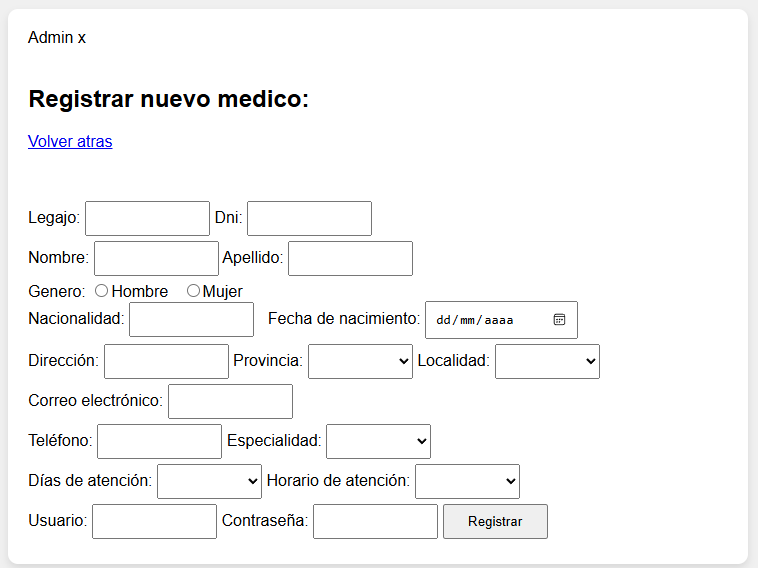 Admin x
Registrar nuevo medico:
Volver atras
Legajo: Dni:
Nombre: Apellido:
Genero: Hombre Mujer
Nacionalidad: Fecha de nacimiento: dd/mm/aaaa
Dirección: Provincia: Localidad:
Correo electrónico:
Teléfono: Especialidad:
Días de atención: Horario de atención:
Usuario: Contraseña: Registrar